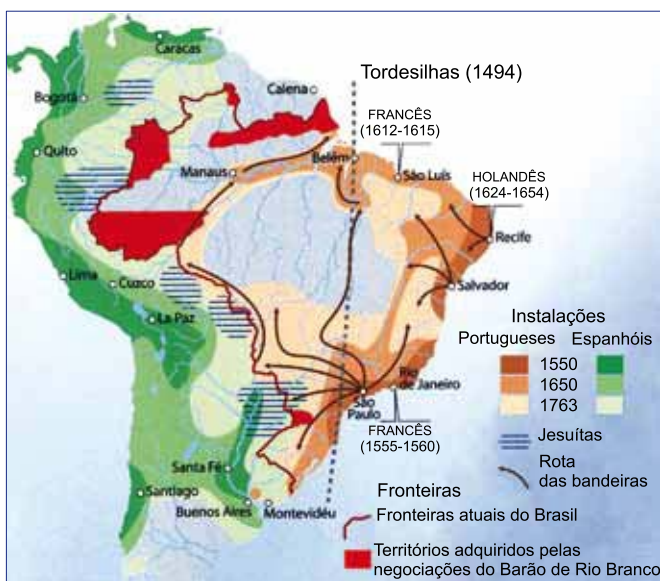 Caracas
Bogotá
Quito
Lima
Cuzco
La Paz
Santiago
Santa Fé
Buenos Aires
Montevidéu
Manaus
Caiena
Belém
São Luís
Recife
Salvador
Rio
de Janeiro
São
Paulo
Tordesilhas (1494)
FRANCÊS
(1612-1615)
HOLANDÊS
(1624-1654)
FRANCÊS
(1555-1560)
Instalações
Portugueses Espanhóis
1550
1650
1763
Jesuítas
Rota
das bandeiras
Fronteiras
Fronteiras atuais do Brasil
Territórios adquiridos pelas
negociações do Barão de Rio Branco